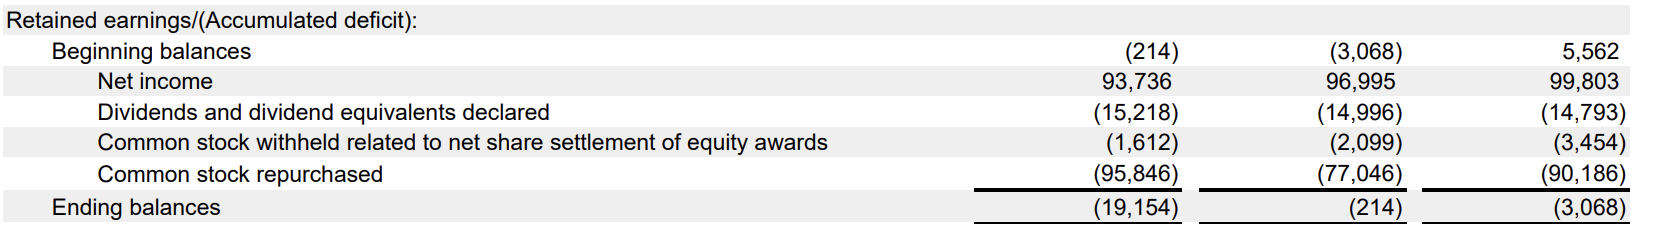 Retained earnings/(Accumulated deficit):
Beginning balances (214) (3,068) 5,562
Net income 93,736 96,995 99,803
Dividends and dividend equivalents declared (15,218) (14,996) (14,793)
Common stock withheld related to net share settlement of equity awards (1,612) (2,099) (3,454)
Common stock repurchased (95,846) (77,046) (90,186)
Ending balances (19,154) (214) (3,068)